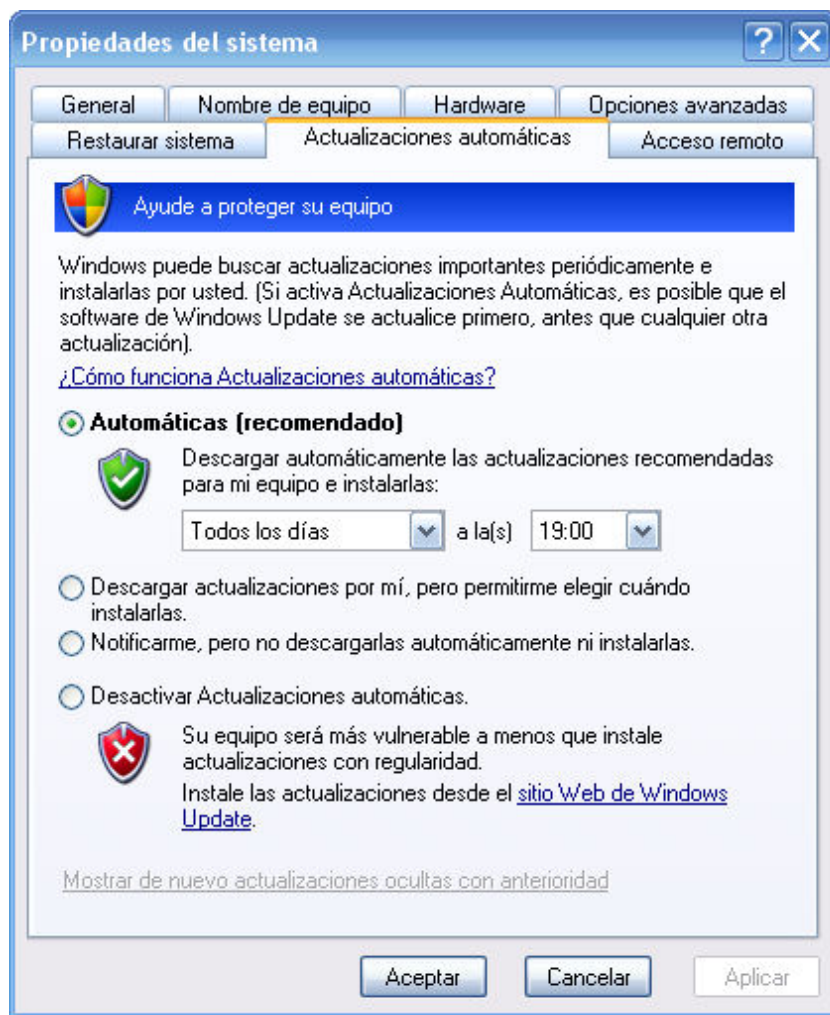 Propiedades del sistema
General Nombre de equipo Hardware Opciones avanzadas
Restaurar sistema Actualizaciones automáticas Acceso remoto
Ayude a proteger su equipo
Windows puede buscar actualizaciones importantes periódicamente e
instalarlas por usted. (Si activa Actualizaciones Automáticas, es posible que el
software de Windows Update se actualice primero, antes que cualquier otra
actualización).
¿Cómo funciona Actualizaciones automáticas?
Automáticas (recomendado)
Descargar automáticamente las actualizaciones recomendadas
para mi equipo e instalarlas:
Todos los días a la(s) 19:00
Descargar actualizaciones por mí, pero permitirme elegir cuándo
instalarlas.
Notificarme, pero no descargarlas automáticamente ni instalarlas.
Desactivar Actualizaciones automáticas.
Su equipo será más vulnerable a menos que instale
actualizaciones con regularidad.
Instale las actualizaciones desde el sitio Web de Windows
Update.
Mostrar de nuevo actualizaciones ocultas con anterioridad
Aceptar Cancelar Aplicar